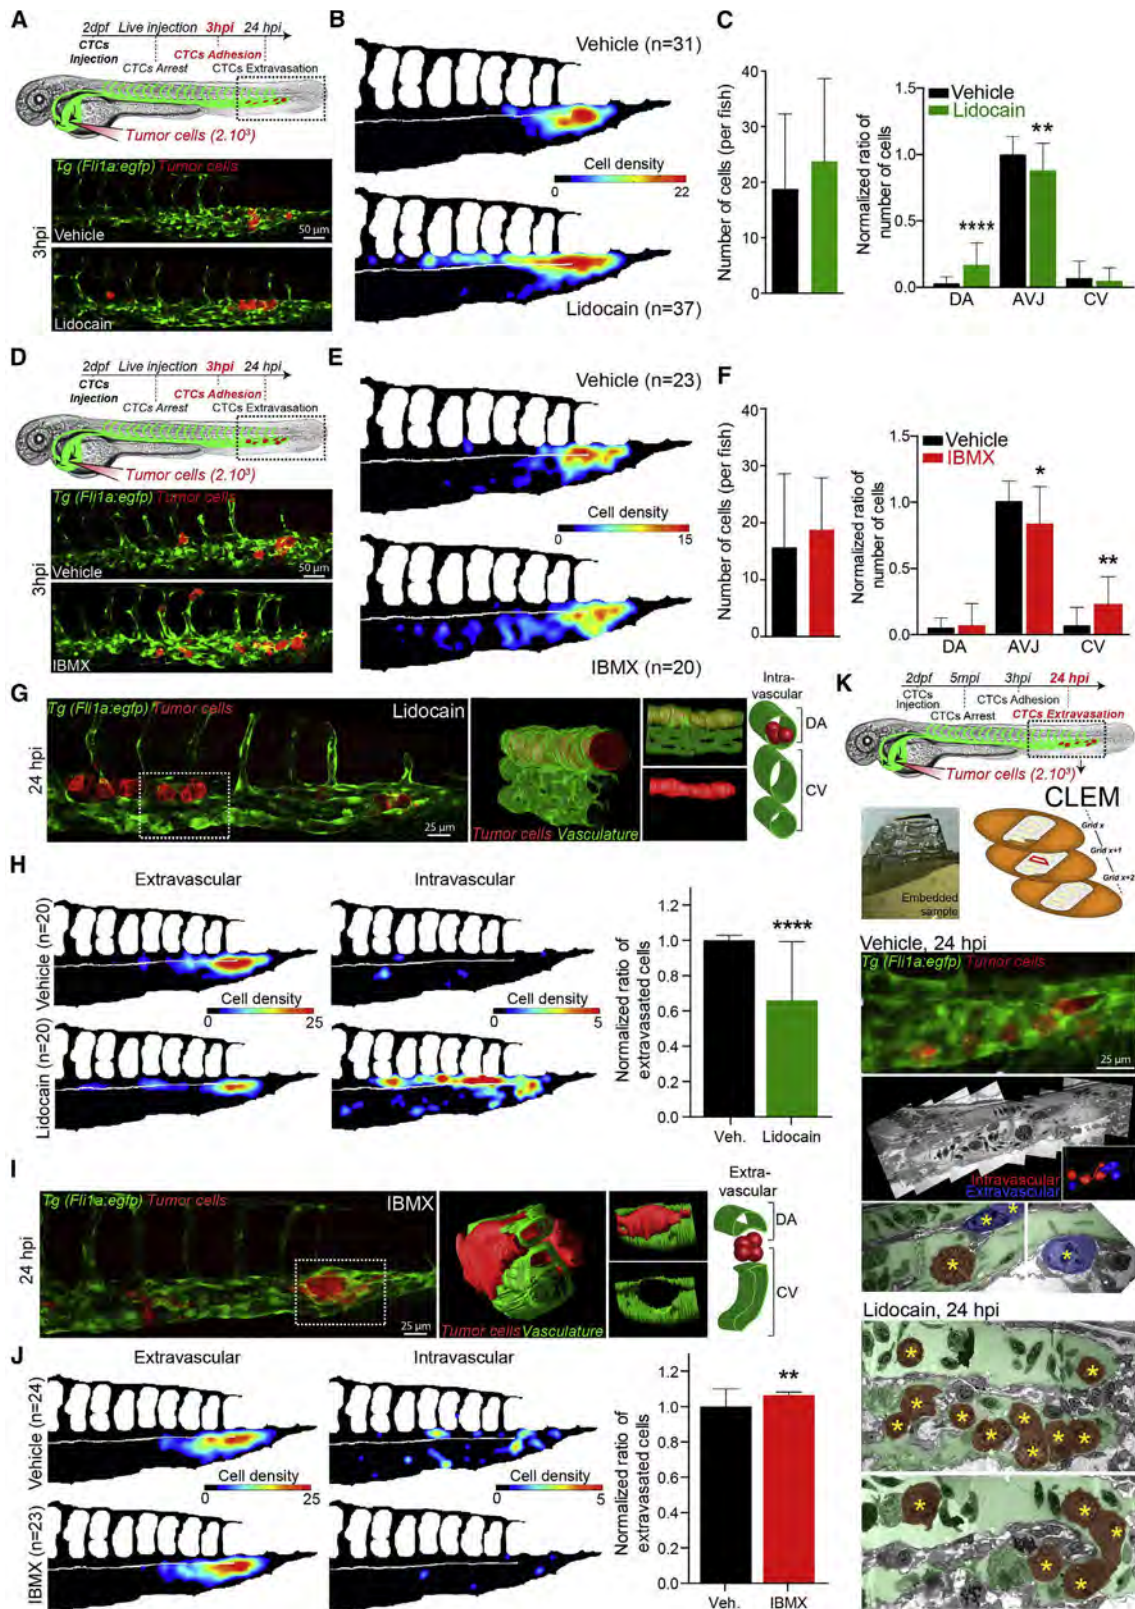 A
2dpf Live injection 3hpi 24 hpi
CTCs Injection
CTCs Adhesion
CTCs Arrest CTCs Extravasation
Tumor cells (2.10³)
Tg (Fli1a:egfp) Tumor cells
3hpi
Vehicle
50 µm
Lidocain
B
Vehicle (n=31)
Cell density
0 22
Lidocain (n=37)
C
Number of cells (per fish)
40
30
20
10
0
Normalized ratio of number of cells
1.5
1.0
0.5
0.0
Vehicle
Lidocain
****
**
DA AVJ CV
D
2dpf Live injection 3hpi 24 hpi
CTCs Injection
CTCs Adhesion
CTCs Arrest CTCs Extravasation
Tumor cells (2.10³)
Tg (Fli1a:egfp) Tumor cells
3hpi
Vehicle
50 µm
IBMX
E
Vehicle (n=23)
Cell density
0 15
IBMX (n=20)
F
Number of cells (per fish)
40
30
20
10
0
Normalized ratio of number of cells
1.5
1.0
0.5
0.0
Vehicle
IBMX
*
**
DA AVJ CV
G
24 hpi
Tg (Fli1a:egfp) Tumor cells
Lidocain
25 µm
Tumor cells Vasculature
Intra-
vascular
DA
CV
H
Extravascular Intravascular
Vehicle (n=20)
Cell density
0 25
Cell density
0 5
Lidocain (n=20)
Normalized ratio of extravasated cells
1.2
1.0
0.8
0.6
0.4
0.2
0.0
****
Veh. Lidocain
I
24 hpi
Tg (Fli1a:egfp) Tumor cells
IBMX
25 µm
Tumor cells Vasculature
Extra-
vascular
DA
CV
J
Extravascular Intravascular
Vehicle (n=24)
Cell density
0 25
Cell density
0 5
IBMX (n=23)
Normalized ratio of extravasated cells
1.2
1.0
0.8
0.6
0.4
0.2
0.0
**
Veh. IBMX
K
2dpf 5mpi 3hpi 24 hpi
CTCs Injection
CTCs Adhesion
CTCs Arrest CTCs Extravasation
Tumor cells (2.10³)
CLEM
Grid x
Grid x+1
Grid x+2
Embedded
sample
Vehicle, 24 hpi
Tg (Fli1a:egfp) Tumor cells
25 µm
Intravascular
Extravascular
Lidocain, 24 hpi